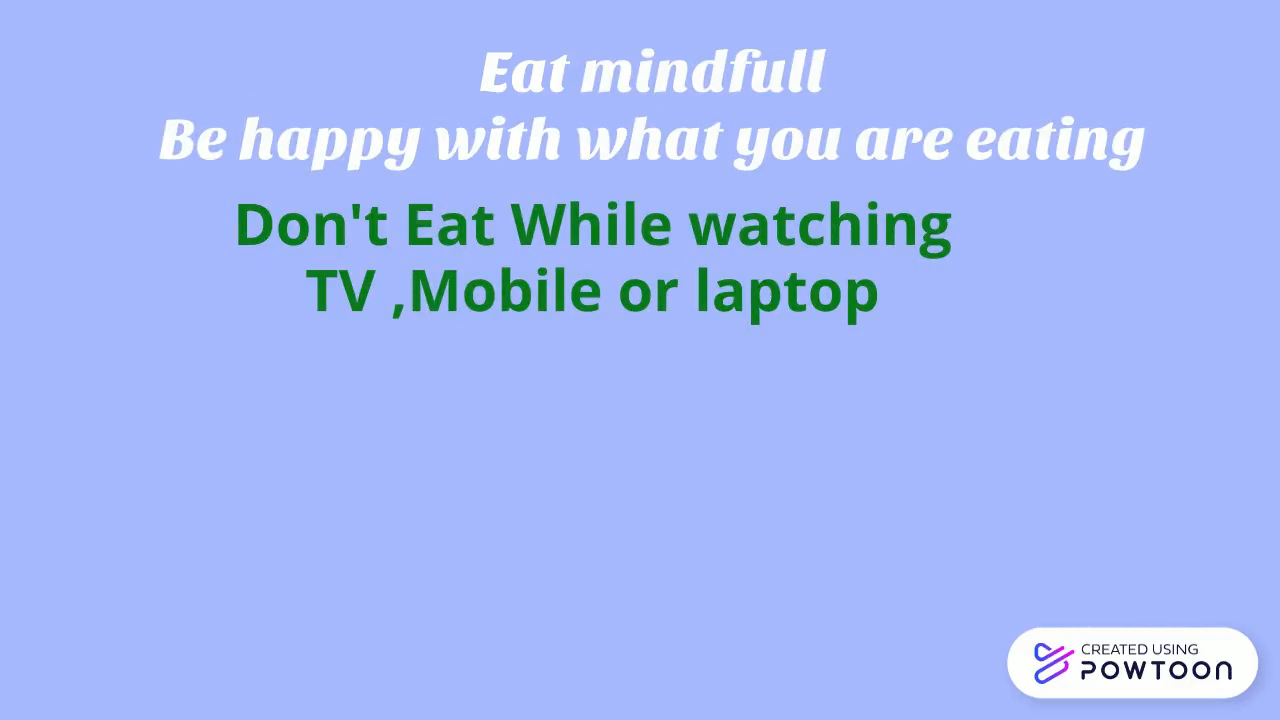 Eat mindfull
Be happy with what you are eating
Don't Eat While watching
TV ,Mobile or laptop
CREATED USING
POWTOON